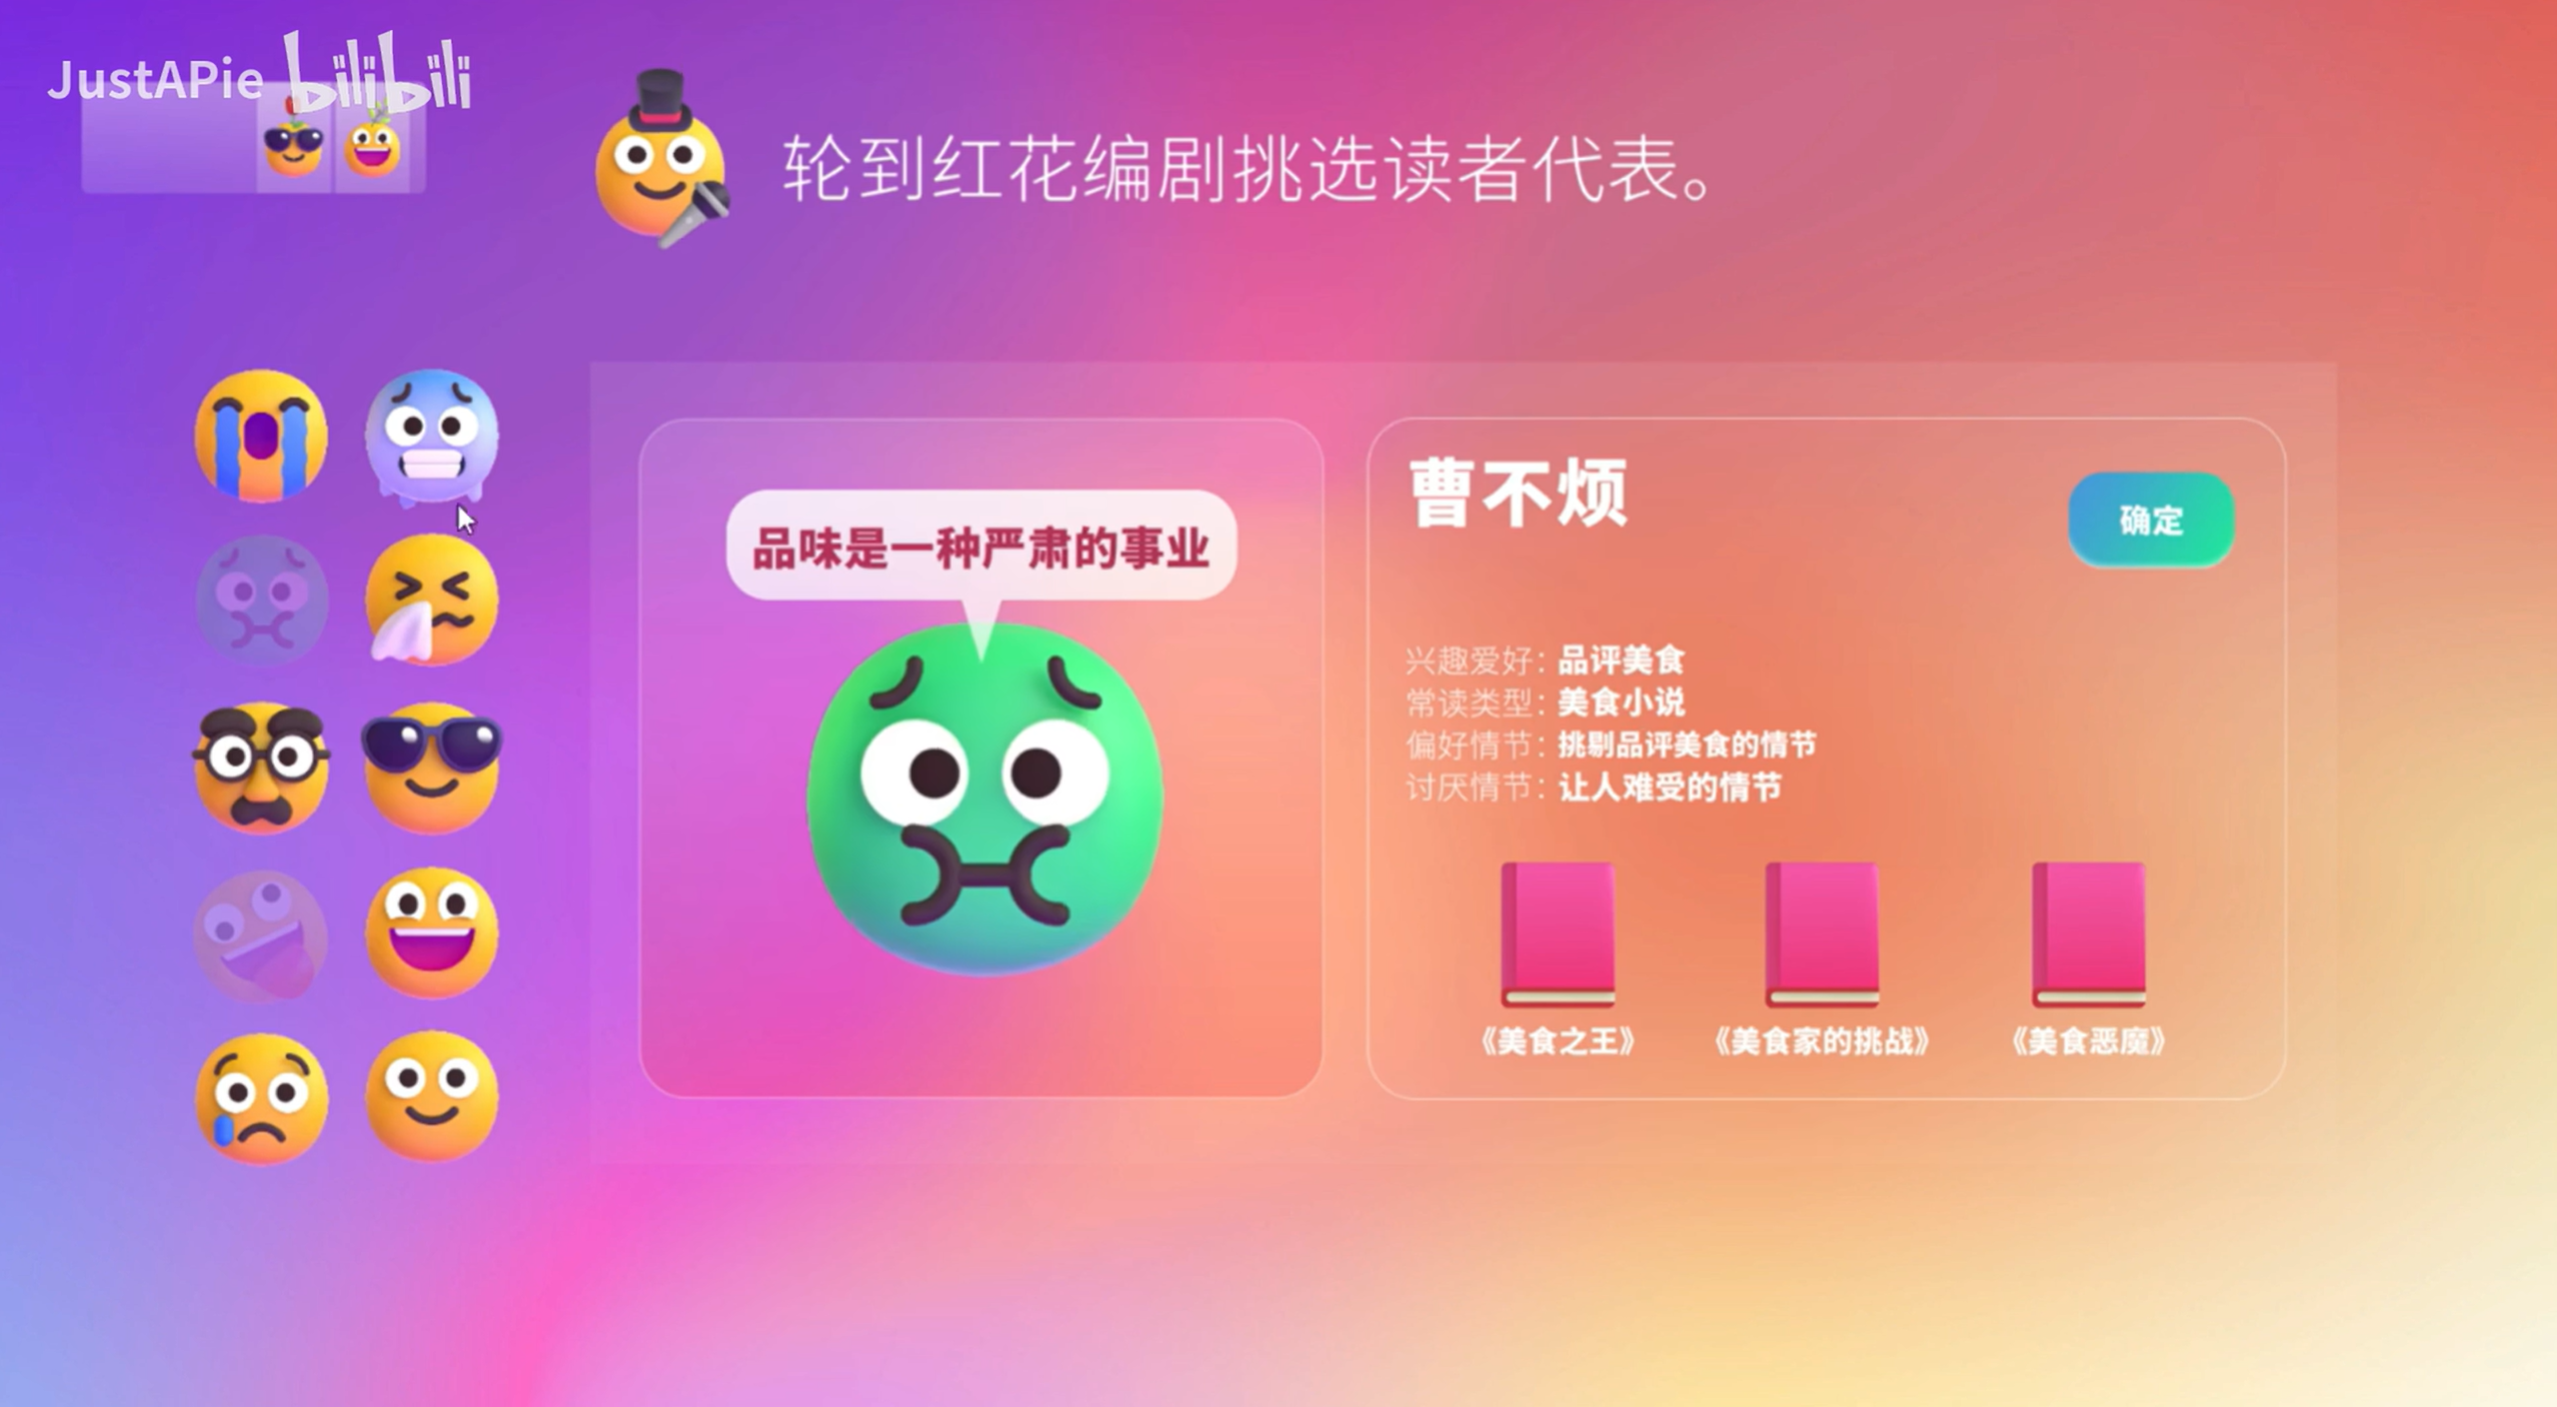 JustAPie bilibili
轮到红花编剧挑选读者代表。
品味是一种严肃的事业
曹不烦
确定
兴趣爱好：品评美食
常读类型：美食小说
偏好情节：挑剔品评美食的情节
讨厌情节：让人难受的情节
《美食之王》
《美食家的挑战》
《美食恶魔》